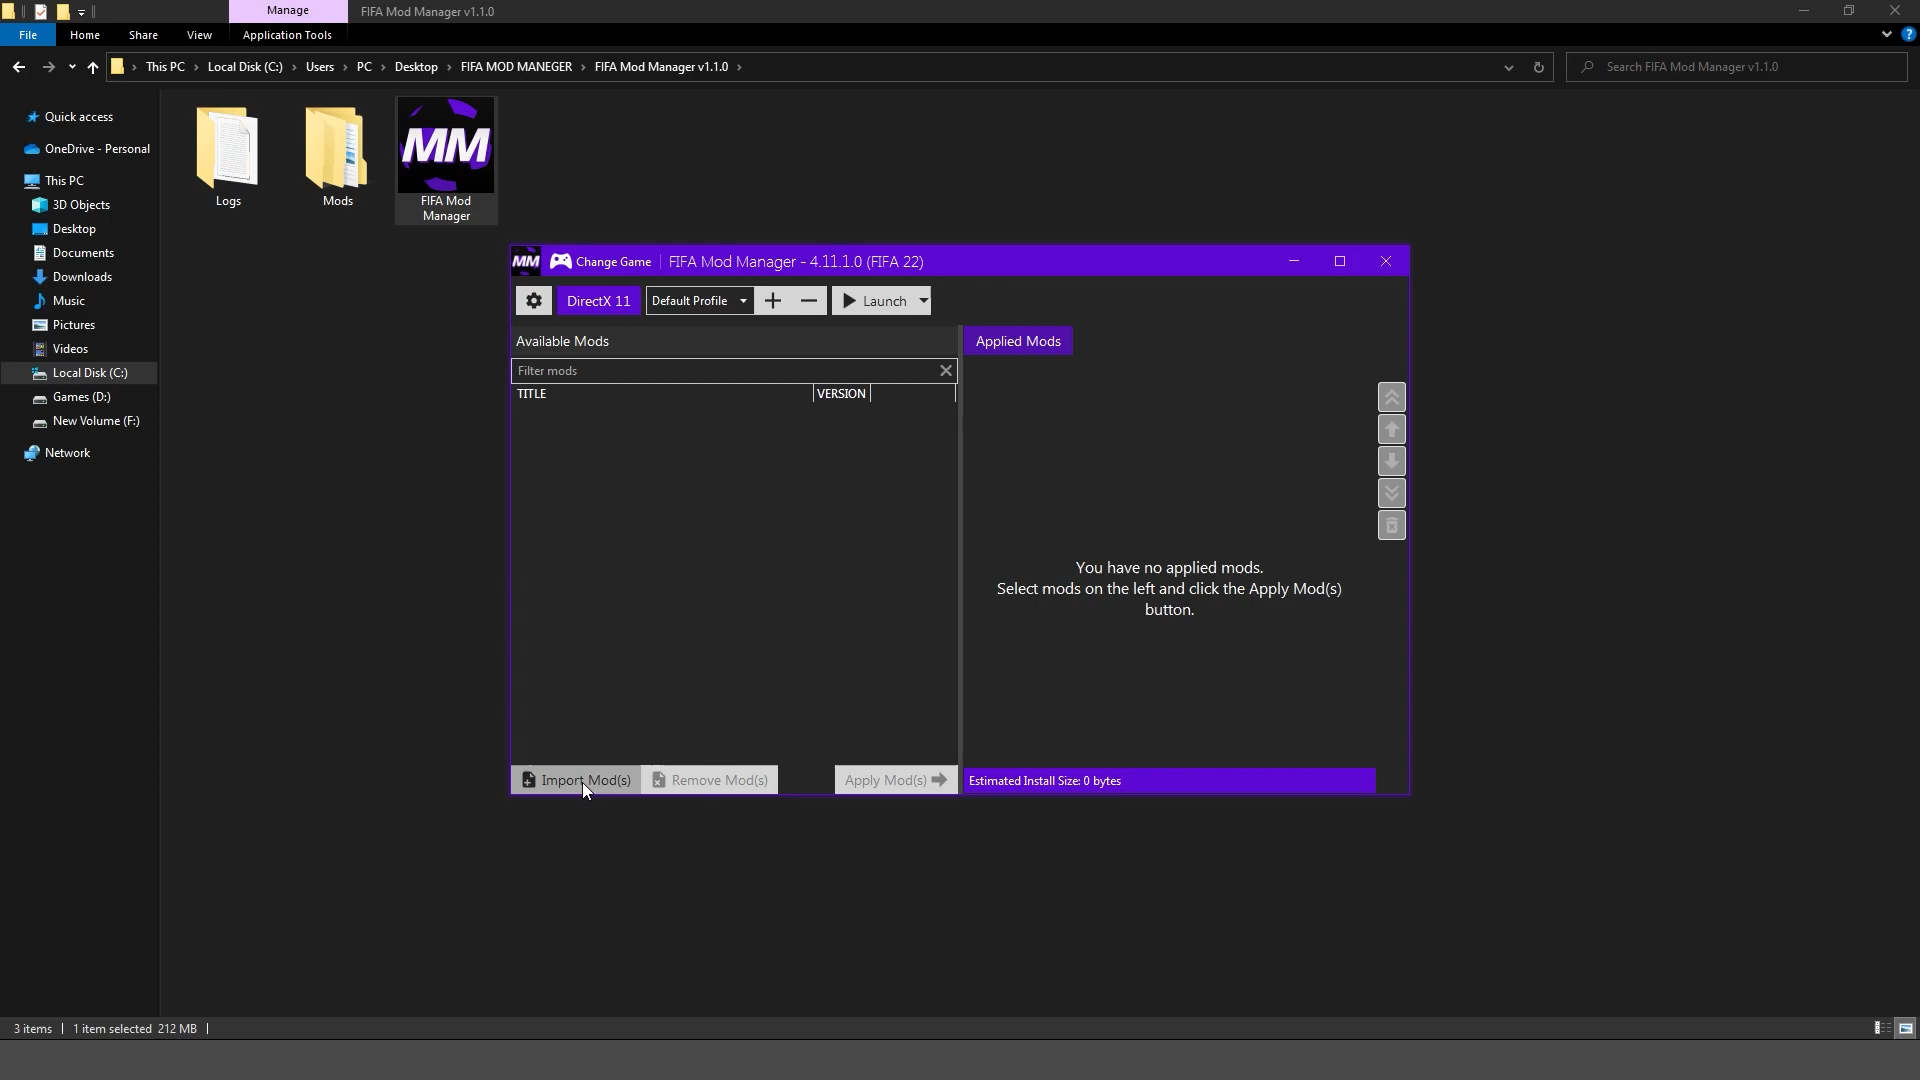 Manage
FIFA Mod Manager v1.1.0
File
Home
Share
View
Application Tools
This PC
Local Disk (C:)
Users
PC
Desktop
FIFA MOD MANEGER
FIFA Mod Manager v1.1.0
Search FIFA Mod Manager v1.1.0
Quick access
OneDrive - Personal
This PC
3D Objects
Desktop
Documents
Downloads
Music
Pictures
Videos
Local Disk (C:)
Games (D:)
New Volume (F:)
Network
Logs
Mods
MM
FIFA Mod
Manager
MM
Change Game
FIFA Mod Manager - 4.11.1.0 (FIFA 22)
DirectX 11
Default Profile
Launch
Available Mods
Applied Mods
Filter mods
TITLE
VERSION
You have no applied mods.
Select mods on the left and click the Apply Mod(s)
button.
Import Mod(s)
Remove Mod(s)
Apply Mod(s)
Estimated Install Size: 0 bytes
3 items
1 item selected 212 MB